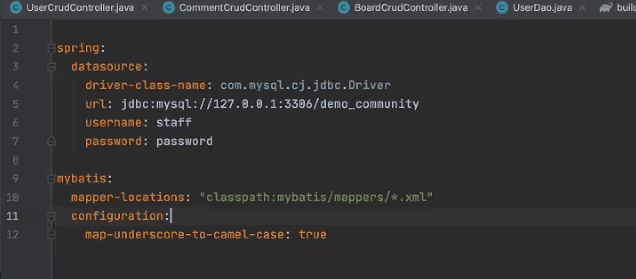 UserCrudController.java × CommentCrudController.java × BoardCrudController.java × UserDao.java × build
1
2 spring:
3 datasource:
4 driver-class-name: com.mysql.cj.jdbc.Driver
5 url: jdbc:mysql://127.0.0.1:3306/demo_community
6 username: staff
7 password: password
8
9 mybatis:
10 mapper-locations: "classpath:mybatis/mappers/*.xml"
11 configuration:
12 map-underscore-to-camel-case: true